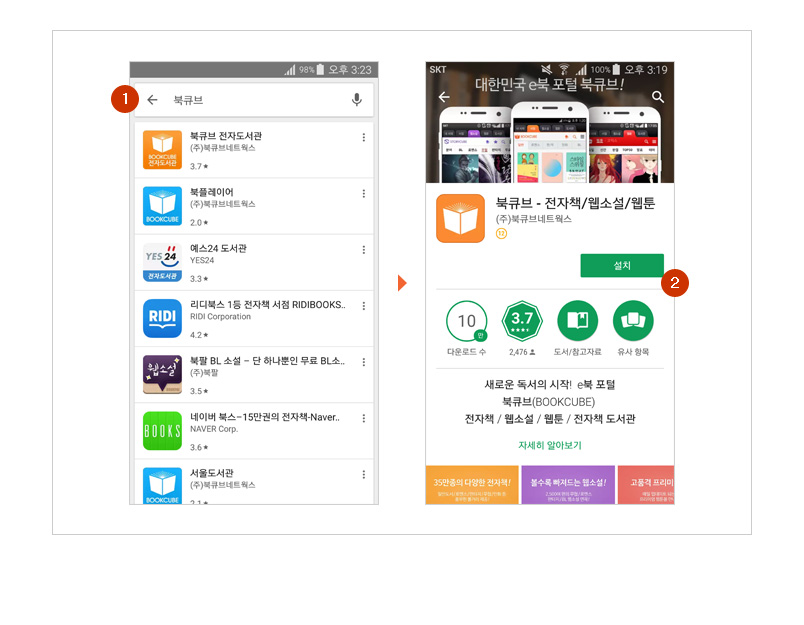 1
98% 오후 3:23
북큐브
BOOKCUBE
전자도서관
북큐브 전자도서관
(주)북큐브네트웍스
3.7★
BOOKCUBE
북플레이어
(주)북큐브네트웍스
2.0★
YES24
전자도서관
예스24 도서관
YES24
3.3★
RIDI
리디북스 1등 전자책 서점 RIDIBOOKS..
RIDI Corporation
4.2★
웹소설
북팔 BL 소설 – 단 하나뿐인 무료 BL소..
(주)북팔
3.5★
BOOKS
네이버 북스–15만권의 전자책-Naver..
NAVER Corp.
3.6★
BOOKCUBE
서울도서관
(주)북큐브네트웍스
2.1★
SKT 100% 오후 3:19
대한민국 e북 포털 북큐브!
북큐브 - 전자책/웹소설/웹툰
(주)북큐브네트웍스
12
설치
2
10
만
3.7
다운로드 수
2,476
도서/참고자료
유사 항목
새로운 독서의 시작! e북 포털
북큐브(BOOKCUBE)
전자책 / 웹소설 / 웹툰 / 전자책 도서관
자세히 알아보기
35만종의 다양한 전자책!
볼수록 빠져드는 웹소설!
고품격 프리미